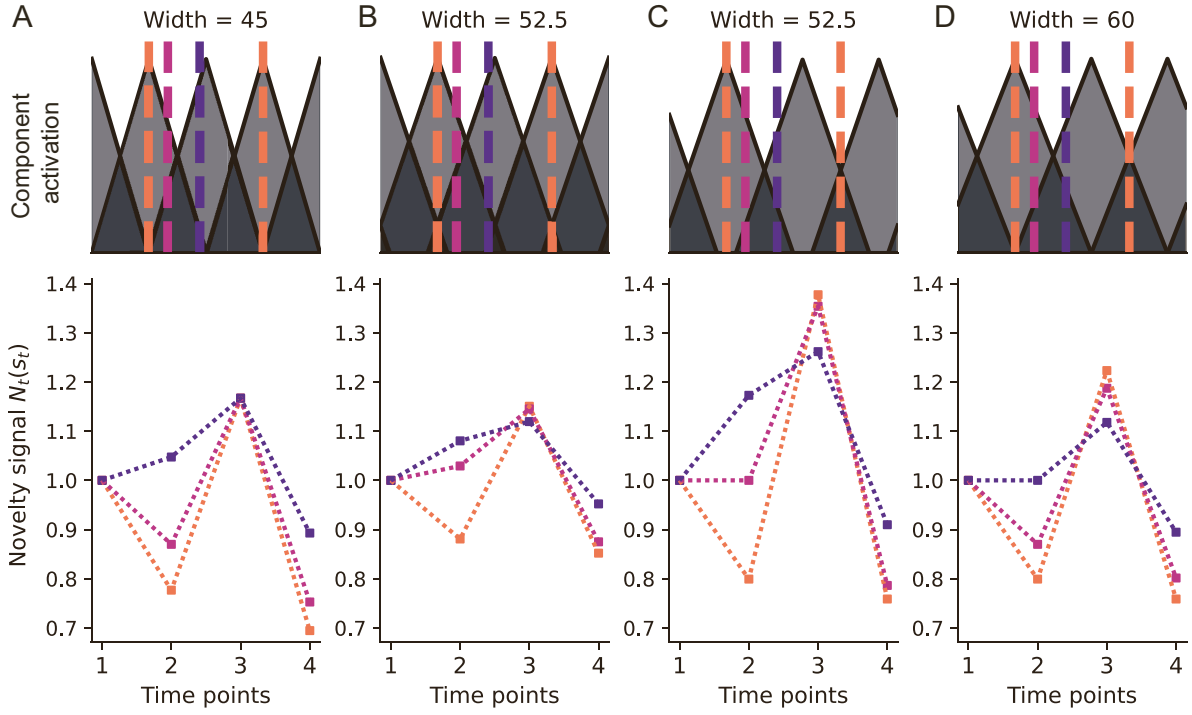 A
Width = 45
B
Width = 52.5
C
Width = 52.5
D
Width = 60
Component
activation
Novelty signal Nₜ(sₜ)
1.4
1.3
1.2
1.1
1.0
0.9
0.8
0.7
1 2 3 4
Time points
1.4
1.3
1.2
1.1
1.0
0.9
0.8
0.7
1 2 3 4
Time points
1.4
1.3
1.2
1.1
1.0
0.9
0.8
0.7
1 2 3 4
Time points
1.4
1.3
1.2
1.1
1.0
0.9
0.8
0.7
1 2 3 4
Time points